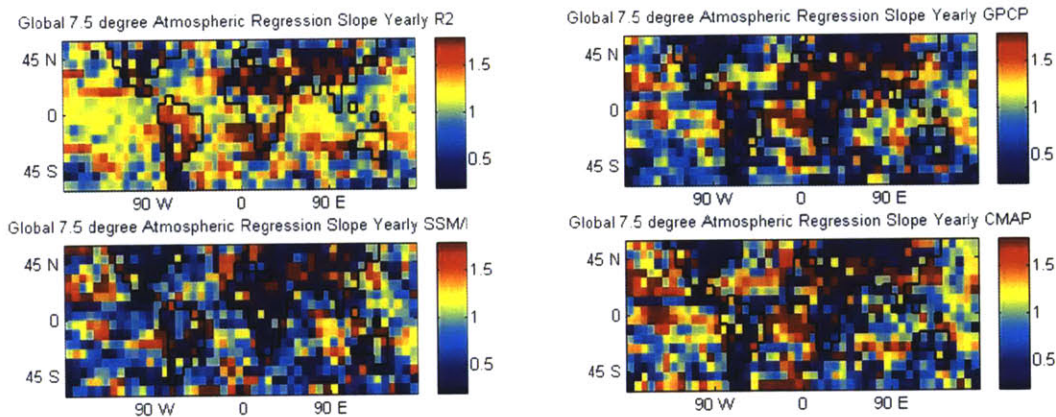 Global 7.5 degree Atmospheric Regression Slope Yearly R2
45 N
0
45 S
90 W
0
90 E
1.5
1
0.5
Global 7.5 degree Atmospheric Regression Slope Yearly GPCP
45 N
0
45 S
90 W
0
90 E
1.5
1
0.5
Global 7.5 degree Atmospheric Regression Slope Yearly SSM/I
45 N
0
45 S
90 W
0
90 E
1.5
1
0.5
Global 7.5 degree Atmospheric Regression Slope Yearly CMAP
45 N
0
45 S
90 W
0
90 E
1.5
1
0.5